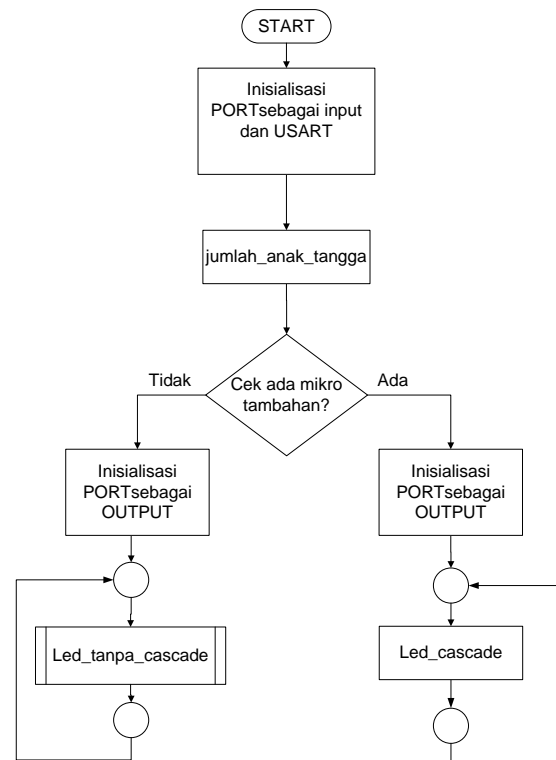 START
Inisialisasi
PORTsebagai input
dan USART
jumlah_anak_tangga
Cek ada mikro
tambahan?
Tidak
Ada
Inisialisasi
PORTsebagai
OUTPUT
Inisialisasi
PORTsebagai
OUTPUT
Led_tanpa_cascade
Led_cascade